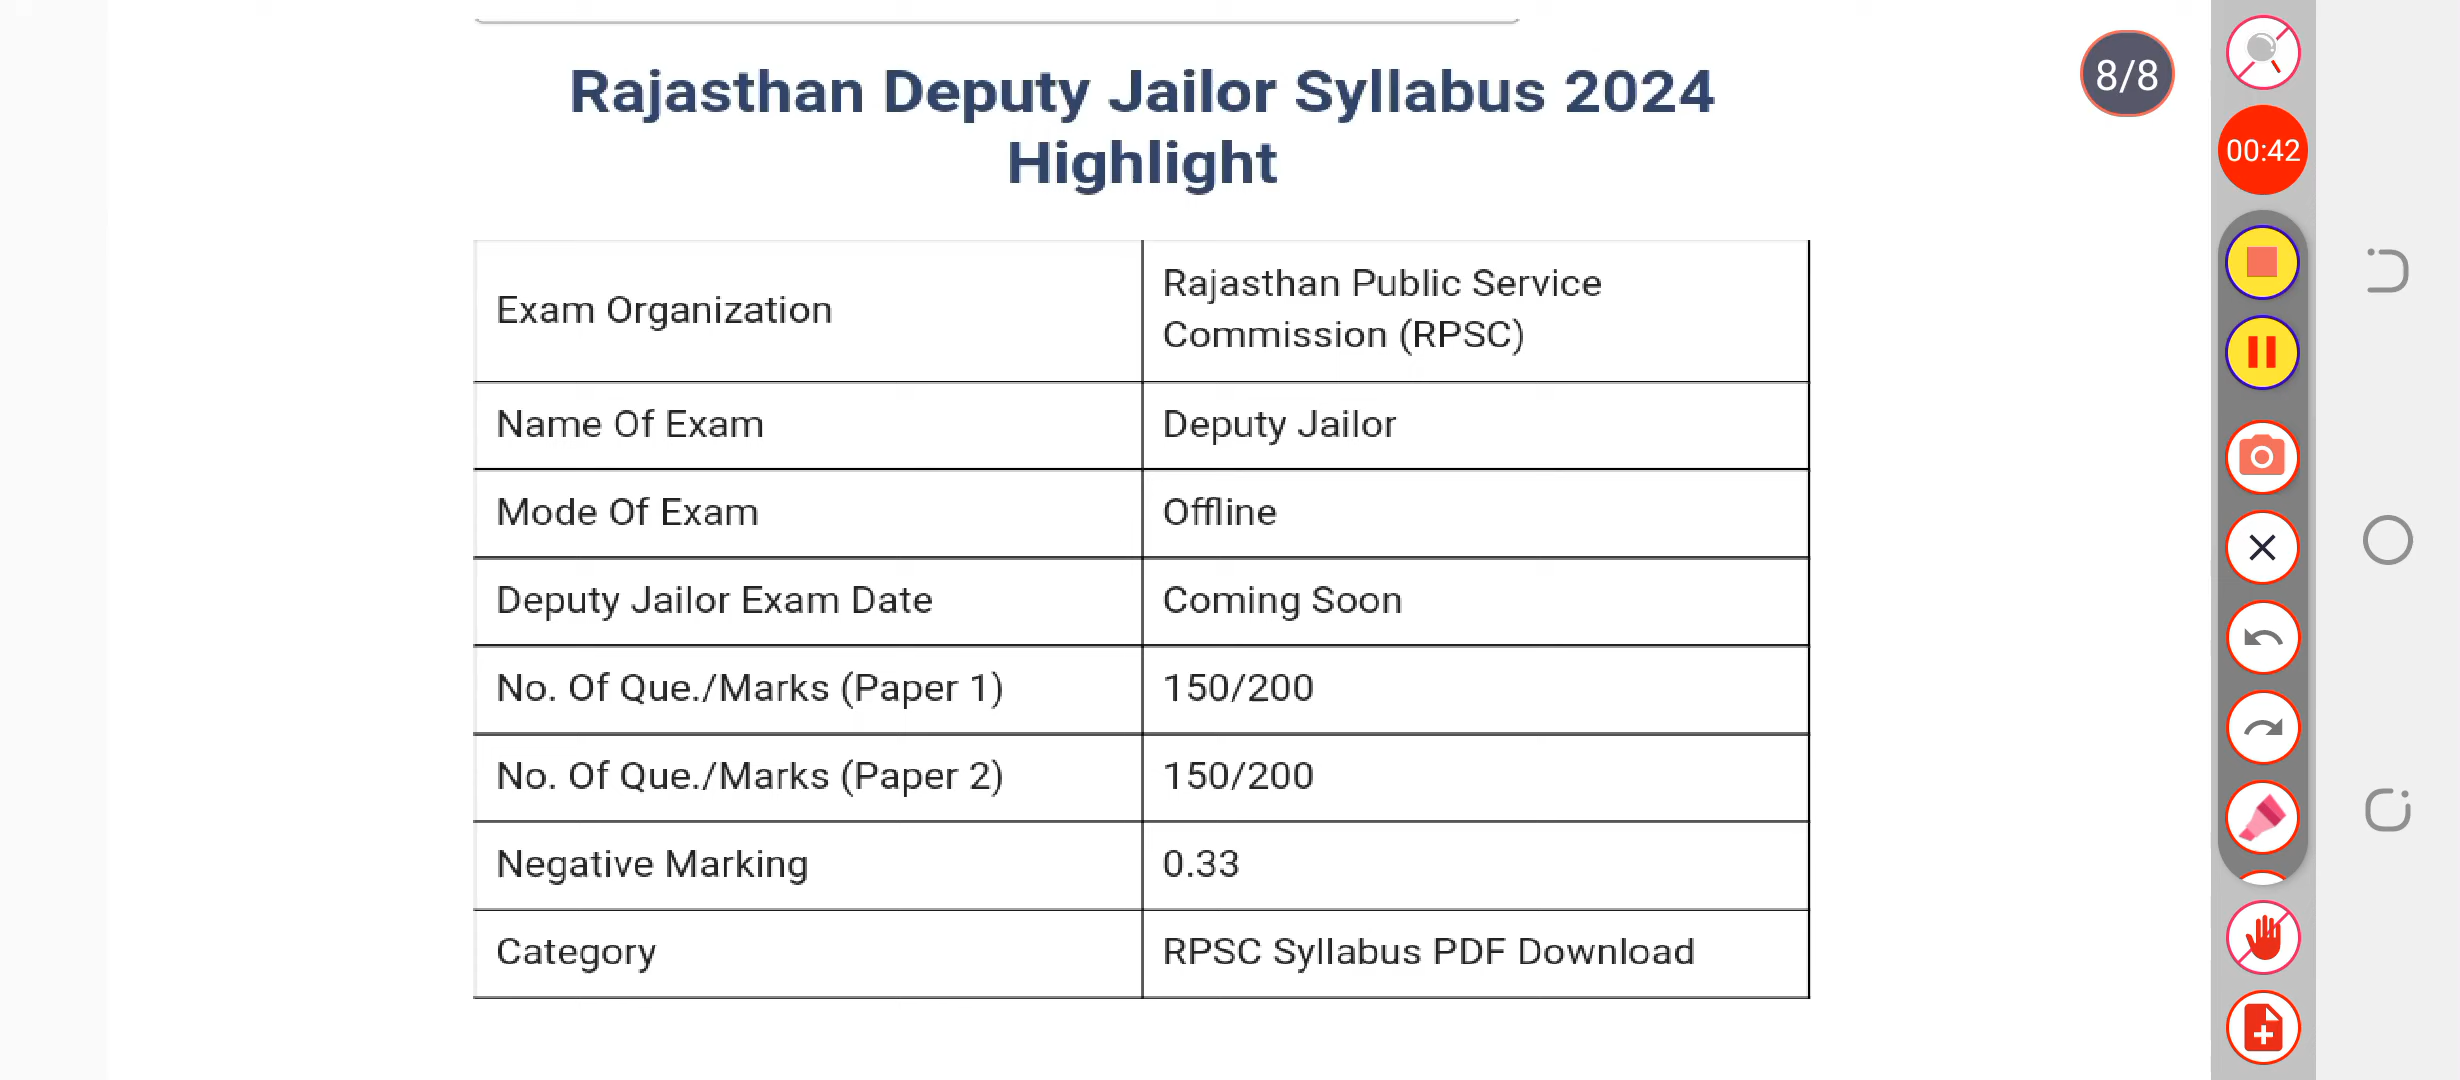 Rajasthan Deputy Jailor Syllabus 2024
Highlight
8/8
00:42
Exam Organization
Rajasthan Public Service
Commission (RPSC)
Name Of Exam
Deputy Jailor
Mode Of Exam
Offline
Deputy Jailor Exam Date
Coming Soon
No. Of Que./Marks (Paper 1)
150/200
No. Of Que./Marks (Paper 2)
150/200
Negative Marking
0.33
Category
RPSC Syllabus PDF Download